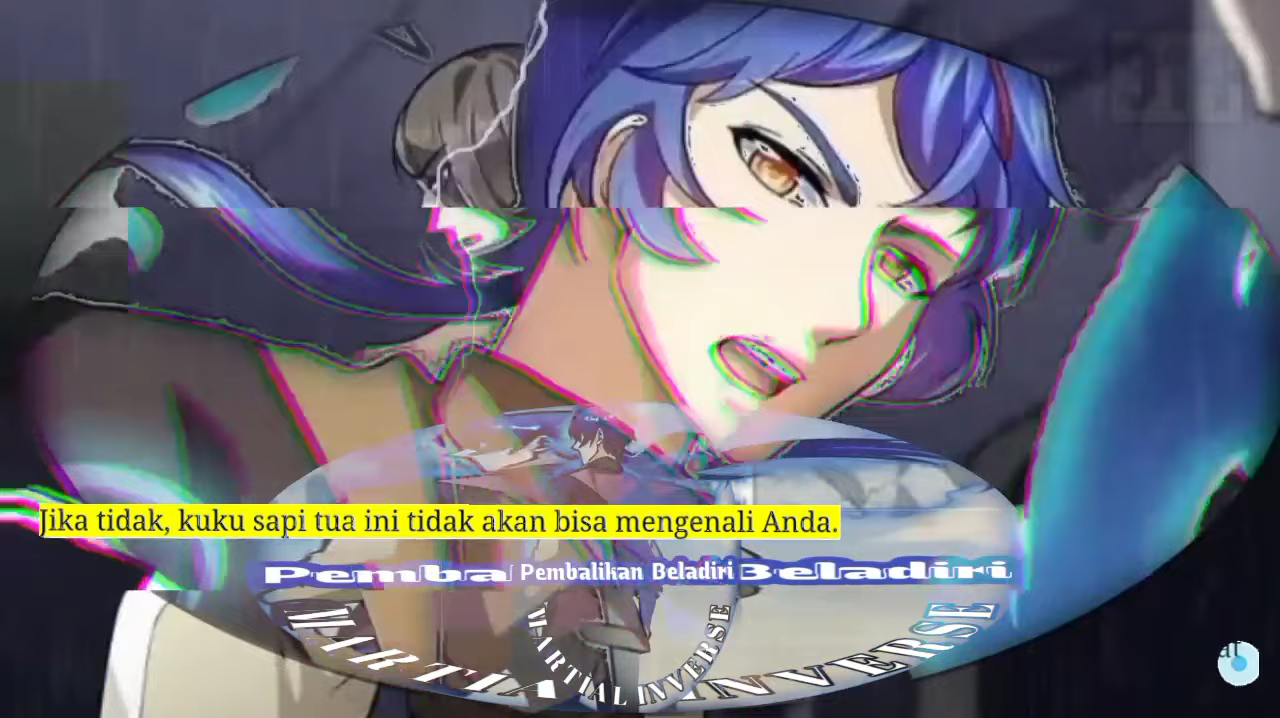 Jika tidak, kuku sapi tua ini tidak akan bisa mengenali Anda.
Pemba Pembalikan Beladiri Beladiri
MARTIAL INVERSE
MARTIA INVERSE